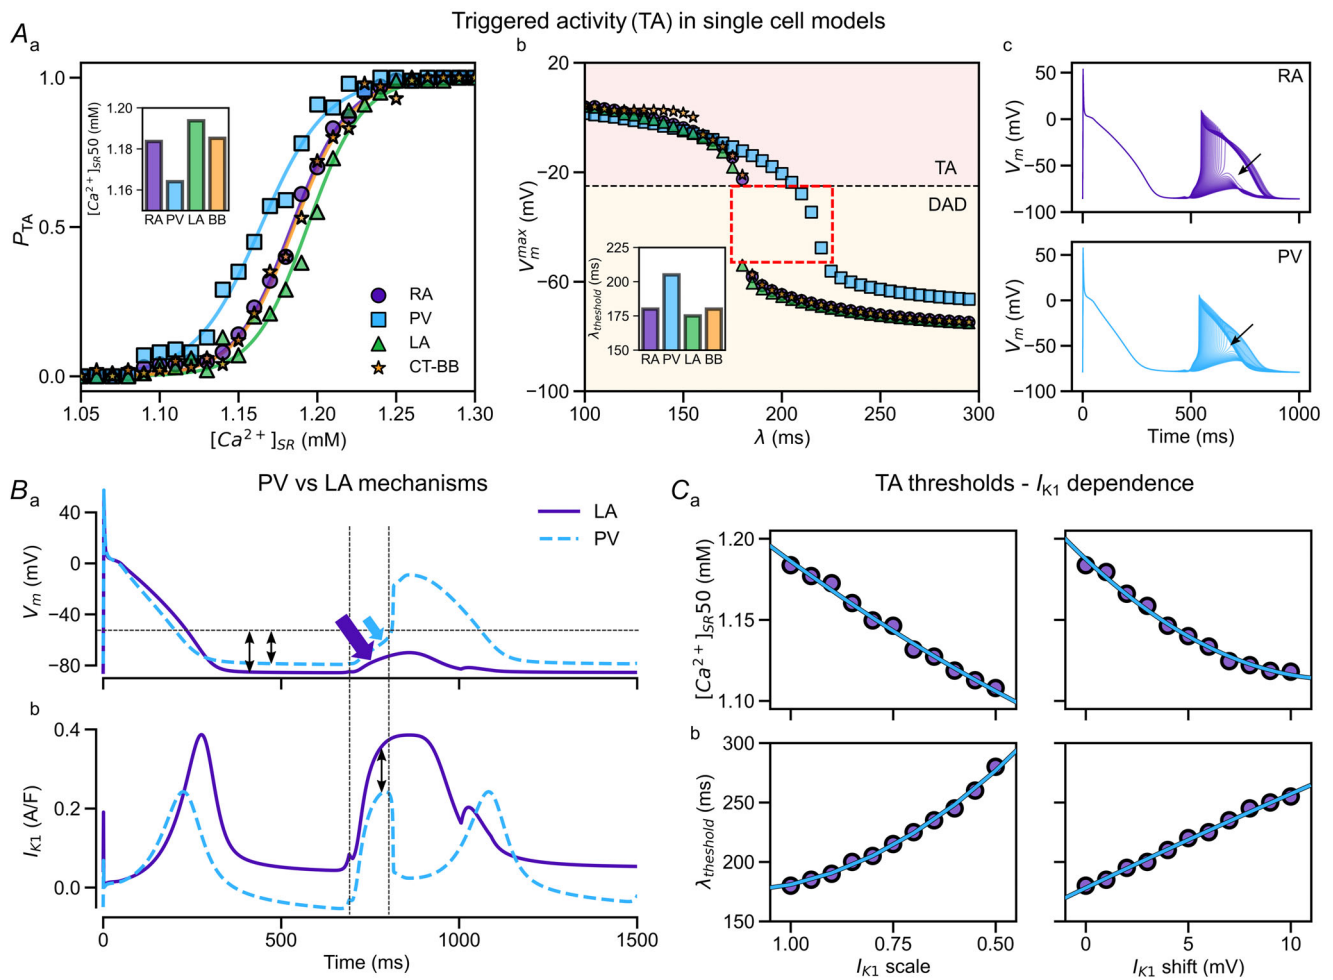 Triggered activity (TA) in single cell models
A a
b
c
1.0
0.5
0.0
P_TA
1.05
1.10
1.15
1.20
1.25
1.30
[Ca²⁺]_SR (mM)
1.20
1.18
1.16
[Ca²⁺]_SR50 (mM)
RA PV LA BB
RA
PV
LA
CT-BB
20
−20
−60
−100
V_m^max (mV)
TA
DAD
225
200
175
150
λ_theshold (ms)
RA PV LA BB
100
150
200
250
300
λ (ms)
RA
50
0
−50
−100
V_m (mV)
PV
50
0
−50
−100
V_m (mV)
0
500
1000
Time (ms)
B a
PV vs LA mechanisms
LA
PV
40
0
−40
−80
V_m (mV)
b
0.4
0.2
0.0
I_K1 (A/F)
0
500
1000
1500
Time (ms)
C a
TA thresholds - I_K1 dependence
1.20
1.15
1.10
[Ca²⁺]_SR50 (mM)
b
300
250
200
150
λ_theshold (ms)
1.00
0.75
0.50
I_K1 scale
0
5
10
I_K1 shift (mV)